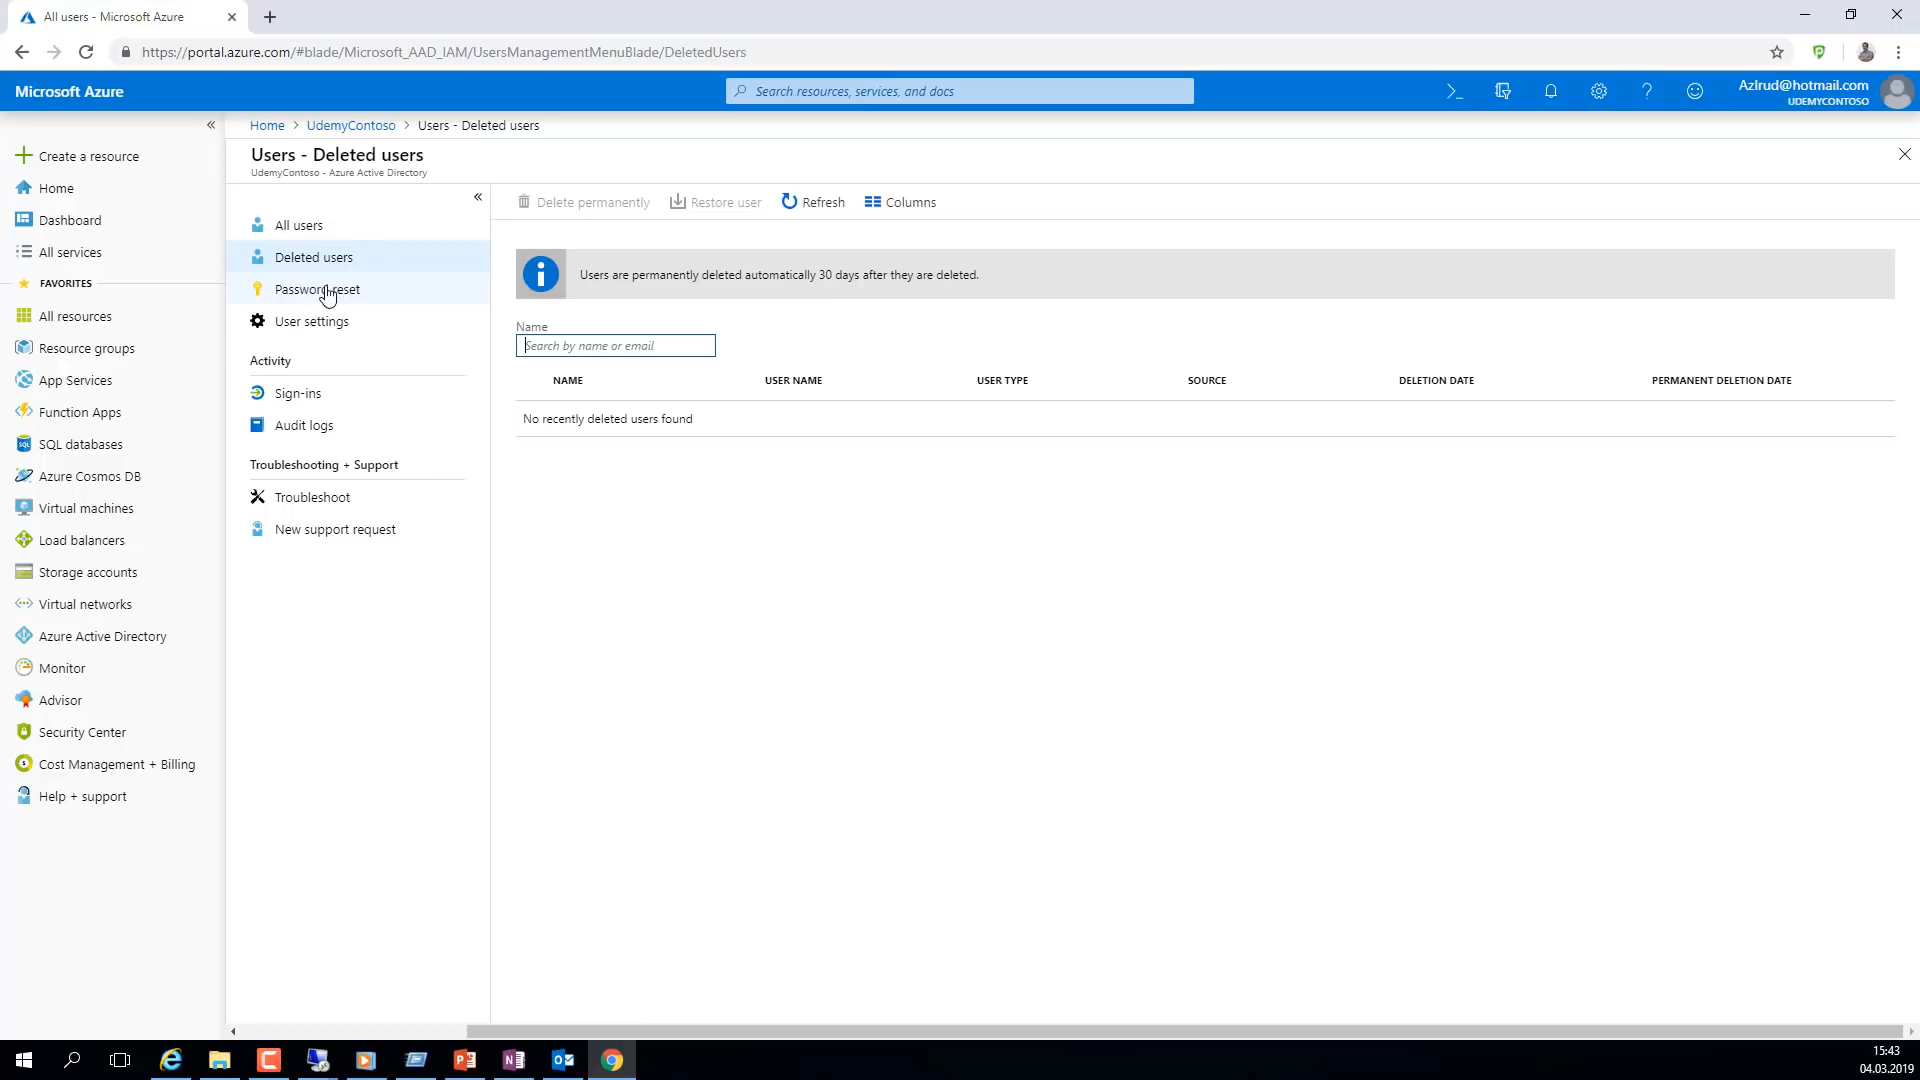 All users - Microsoft Azure
https://portal.azure.com/#blade/Microsoft_AAD_IAM/UsersManagementMenuBlade/DeletedUsers
Microsoft Azure
Search resources, services, and docs
AzIrud@hotmail.com
UDEMYCONTOSO
Home > UdemyContoso > Users - Deleted users
Users - Deleted users
UdemyContoso - Azure Active Directory
Create a resource
Home
Dashboard
All services
FAVORITES
All resources
Resource groups
App Services
Function Apps
SQL databases
Azure Cosmos DB
Virtual machines
Load balancers
Storage accounts
Virtual networks
Azure Active Directory
Monitor
Advisor
Security Center
Cost Management + Billing
Help + support
All users
Deleted users
Password reset
User settings
Activity
Sign-ins
Audit logs
Troubleshooting + Support
Troubleshoot
New support request
Delete permanently Restore user Refresh Columns
Users are permanently deleted automatically 30 days after they are deleted.
Name
Search by name or email
NAME USER NAME USER TYPE SOURCE DELETION DATE PERMANENT DELETION DATE
No recently deleted users found
15:43
04.03.2019